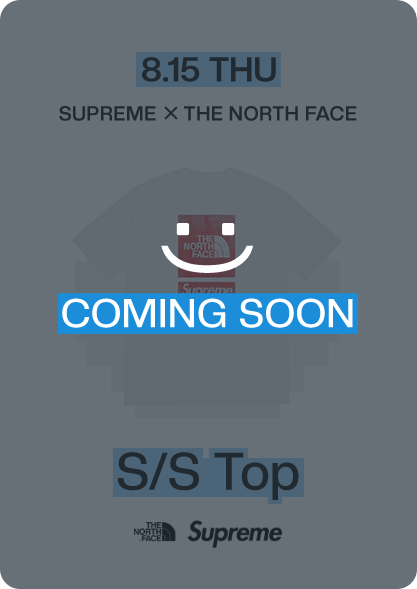 8.15 THU
SUPREME × THE NORTH FACE
THE
NORTH
FACE
Supreme
COMING SOON
S/S Top
THE
NORTH
FACE
Supreme